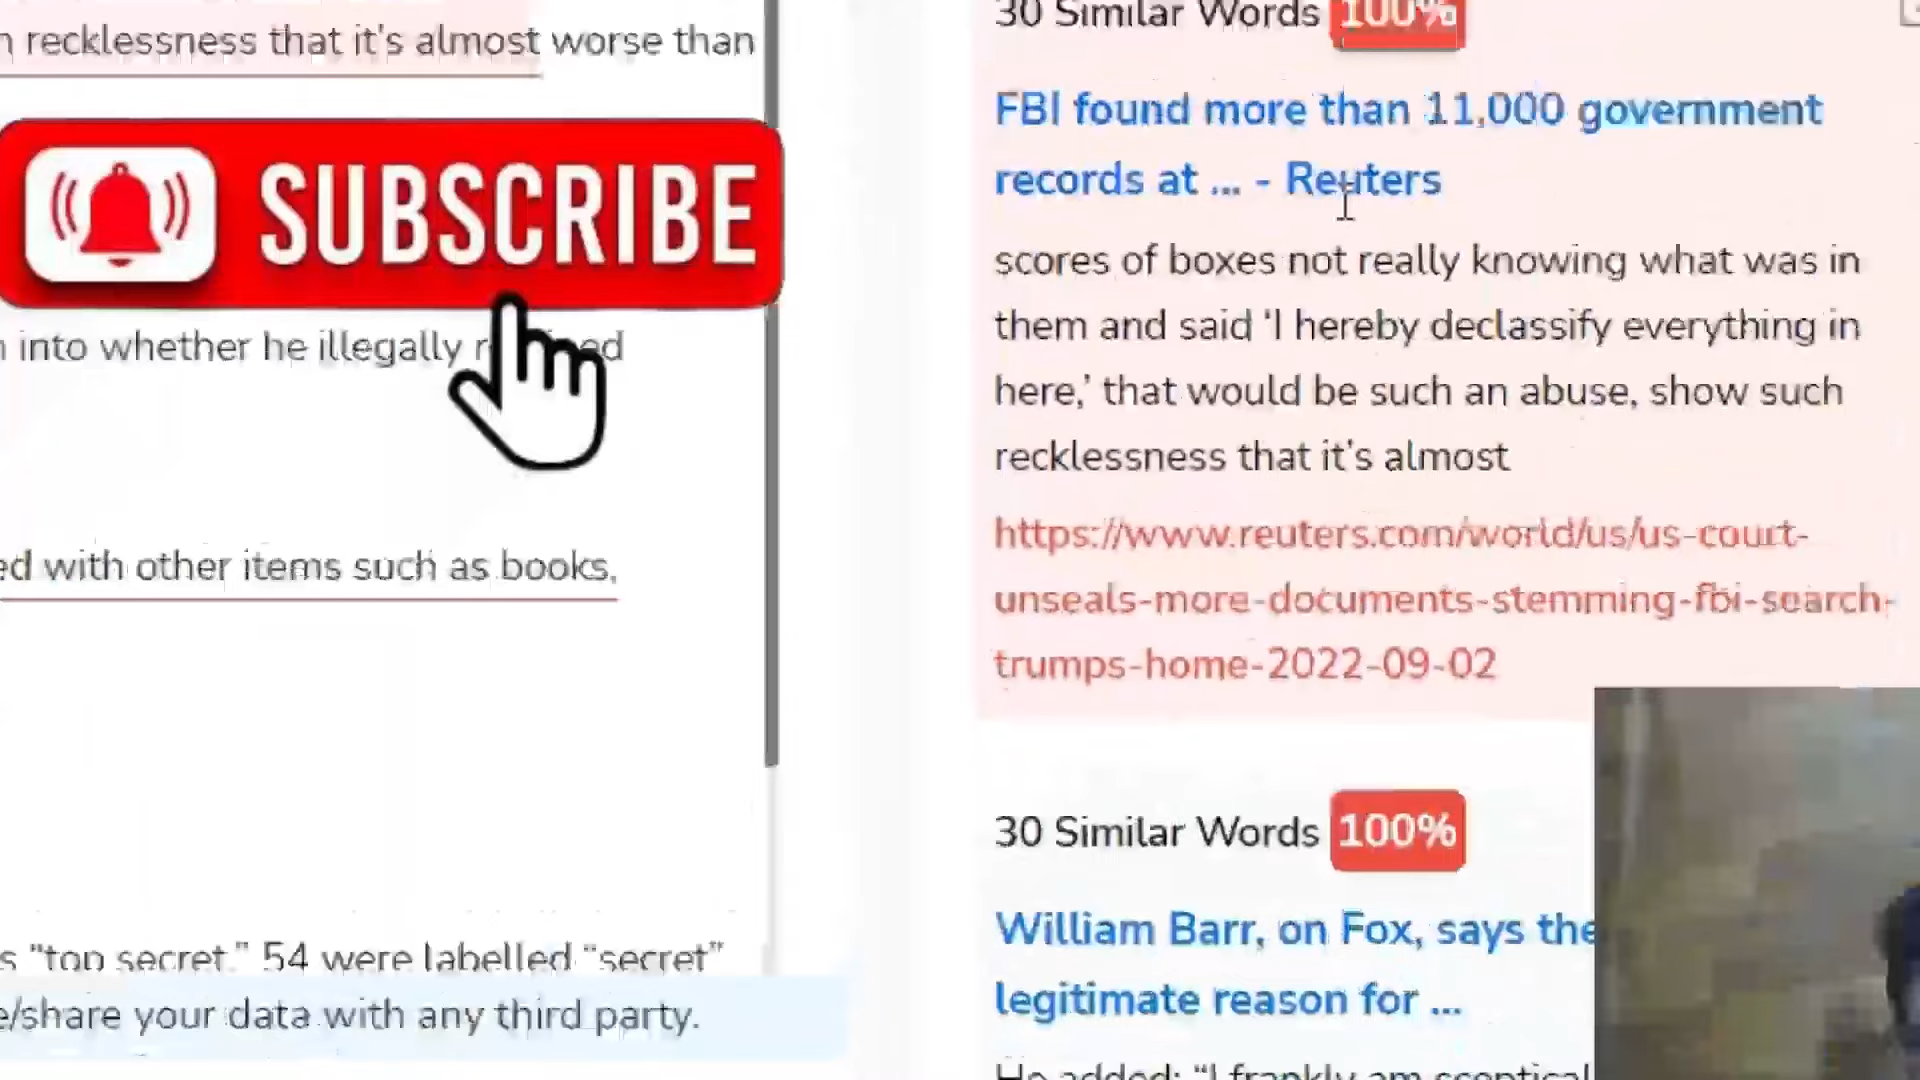 recklessness that it's almost worse than
SUBSCRIBE
into whether he illegally
with other items such as books,
"top secret." 54 were labelled "secret"
/share your data with any third party.
30 Similar Words 100%
FBI found more than 11,000 government
records at ... - Reuters
scores of boxes not really knowing what was in
them and said 'I hereby declassify everything in
here,' that would be such an abuse, show such
recklessness that it's almost
https://www.reuters.com/world/us/us-court-
unseals-more-documents-stemming-fbi-search-
trumps-home-2022-09-02
30 Similar Words 100%
William Barr, on Fox, says the
legitimate reason for ...
He added: "I frankly am sceptical